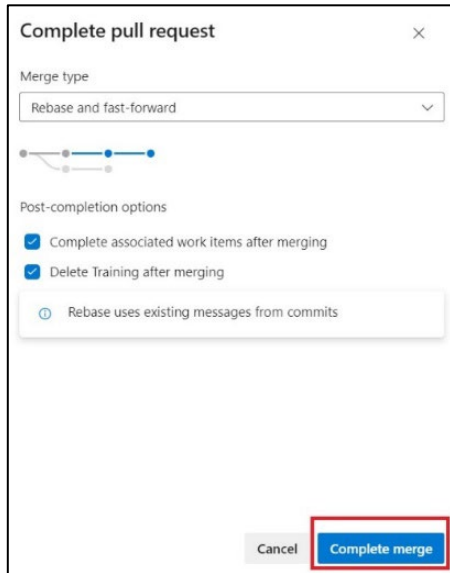 Complete pull request
Merge type
Rebase and fast-forward
Post-completion options
Complete associated work items after merging
Delete Training after merging
Rebase uses existing messages from commits
Cancel
Complete merge